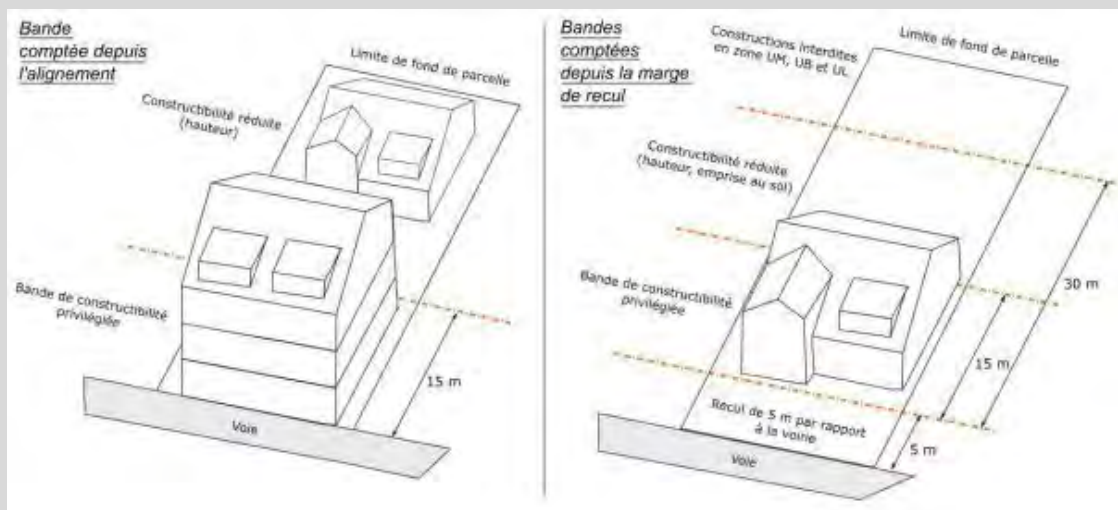 Bande
comptée depuis
l'alignement
Limite de fond de parcelle
Constructibilité réduite
(hauteur)
Bande de constructibilité
privilégiée
15 m
Voie
Bandes
comptées
depuis la marge
de recul
Constructions interdites
en zone UM, UB et UL
Limite de fond de parcelle
Constructibilité réduite
(hauteur, emprise au sol)
Bande de constructibilité
privilégiée
30 m
15 m
Recul de 5 m par rapport
à la voirie
5 m
Voie